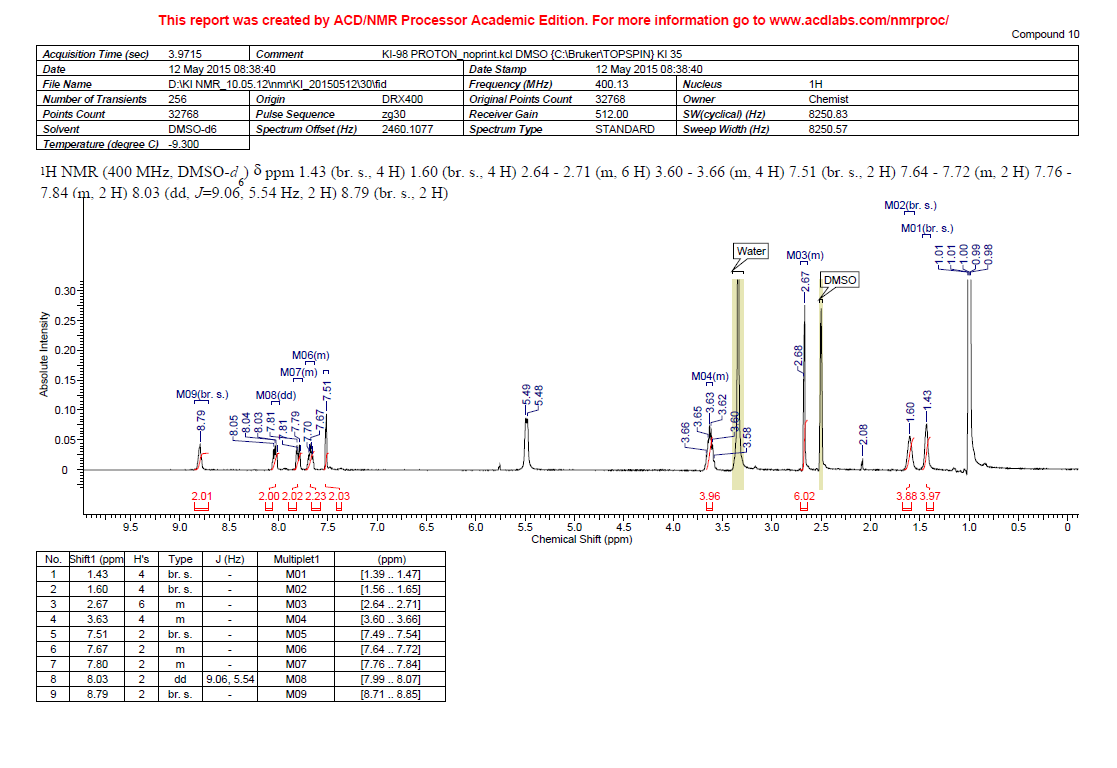 This report was created by ACD/NMR Processor Academic Edition. For more information go to www.acdlabs.com/nmrproc/
Compound 10
Acquisition Time (sec) 3.9715 Comment KI-98 PROTON_noprint.kcl DMSO {C:\Bruker\TOPSPIN} KI 35
Date 12 May 2015 08:38:40 Date Stamp 12 May 2015 08:38:40
File Name D:\KI NMR_10.05.12\nmr\KI_20150512\30\fid Frequency (MHz) 400.13 Nucleus 1H
Number of Transients 256 Origin DRX400 Original Points Count 32768 Owner Chemist
Points Count 32768 Pulse Sequence zg30 Receiver Gain 512.00 SW(cyclical) (Hz) 8250.83
Solvent DMSO-d6 Spectrum Offset (Hz) 2460.1077 Spectrum Type STANDARD Sweep Width (Hz) 8250.57
Temperature (degree C) -9.300
1H NMR (400 MHz, DMSO-d6) δ ppm 1.43 (br. s., 4 H) 1.60 (br. s., 4 H) 2.64 - 2.71 (m, 6 H) 3.60 - 3.66 (m, 4 H) 7.51 (br. s., 2 H) 7.64 - 7.72 (m, 2 H) 7.76 -
7.84 (m, 2 H) 8.03 (dd, J=9.06, 5.54 Hz, 2 H) 8.79 (br. s., 2 H)
M02(br. s.)
M01(br. s.)
Water
M03(m)
1.01 1.01 1.00 0.99 0.98
DMSO
2.67
2.68
M06(m)
M07(m)
M04(m)
M09(br. s.)
M08(dd)
7.51
8.79
8.05 8.04 8.03 7.81 7.81 7.79 7.70 7.67
5.49 5.48
3.66 3.65 3.63 3.62 3.60 3.58
2.08
1.60 1.43
Absolute Intensity
0.30
0.25
0.20
0.15
0.10
0.05
0
2.01 2.00 2.02 2.23 2.03 3.96 6.02 3.88 3.97
9.5 9.0 8.5 8.0 7.5 7.0 6.5 6.0 5.5 5.0 4.5 4.0 3.5 3.0 2.5 2.0 1.5 1.0 0.5 0
Chemical Shift (ppm)
No. Shift1 (ppm H's Type J (Hz) Multiplet1 (ppm)
1 1.43 4 br. s. - M01 [1.39 .. 1.47]
2 1.60 4 br. s. - M02 [1.56 .. 1.65]
3 2.67 6 m - M03 [2.64 .. 2.71]
4 3.63 4 m - M04 [3.60 .. 3.66]
5 7.51 2 br. s. - M05 [7.49 .. 7.54]
6 7.67 2 m - M06 [7.64 .. 7.72]
7 7.80 2 m - M07 [7.76 .. 7.84]
8 8.03 2 dd 9.06, 5.54 M08 [7.99 .. 8.07]
9 8.79 2 br. s. - M09 [8.71 .. 8.85]